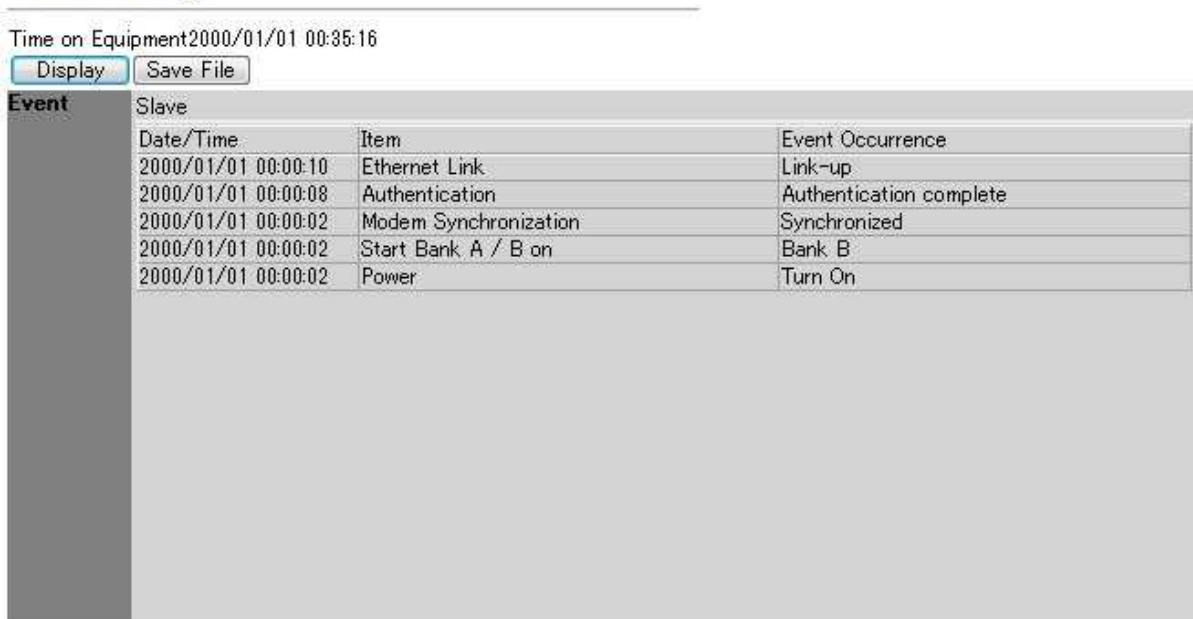 Time on Equipment2000/01/01 00:35:16
Display Save File
Event Slave
Date/Time Item Event Occurrence
2000/01/01 00:00:10 Ethernet Link Link-up
2000/01/01 00:00:08 Authentication Authentication complete
2000/01/01 00:00:02 Modem Synchronization Synchronized
2000/01/01 00:00:02 Start Bank A / B on Bank B
2000/01/01 00:00:02 Power Turn On